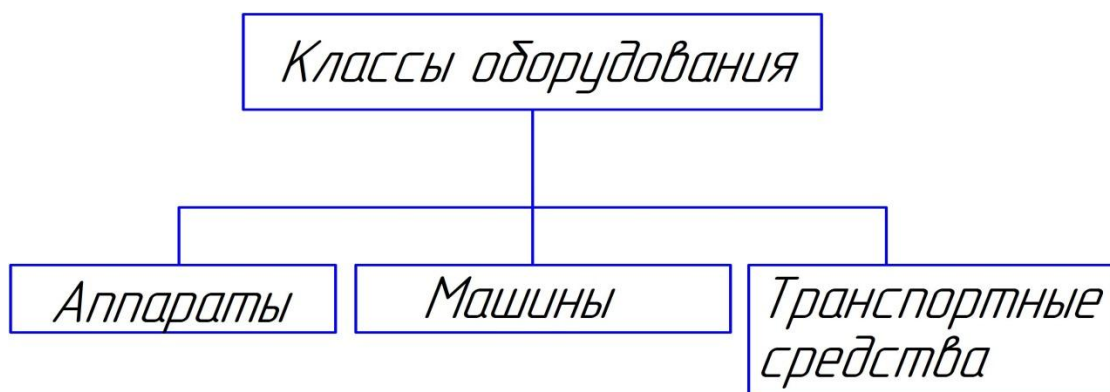 Классы оборудования
Аппараты
Машины
Транспортные
средства